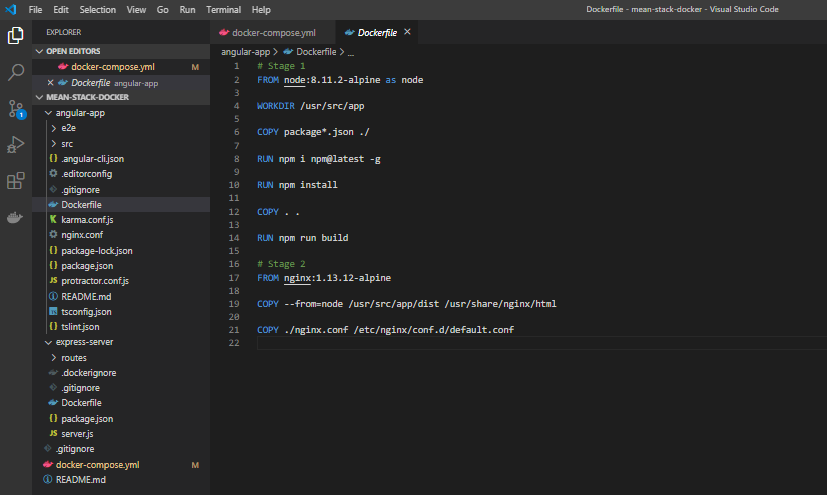 File Edit Selection View Go Run Terminal Help
Dockerfile - mean-stack-docker - Visual Studio Code
EXPLORER
OPEN EDITORS
docker-compose.yml M
Dockerfile angular-app
MEAN-STACK-DOCKER
angular-app
e2e
src
{} .angular-cli.json
.editorconfig
.gitignore
Dockerfile
karma.conf.js
nginx.conf
{} package-lock.json
{} package.json
JS protractor.conf.js
README.md
TS tsconfig.json
{} tslint.json
express-server
routes
.dockerignore
.gitignore
Dockerfile
{} package.json
JS server.js
.gitignore
docker-compose.yml M
README.md
1
docker-compose.yml
Dockerfile
angular-app > Dockerfile > ...
1 # Stage 1
2 FROM node:8.11.2-alpine as node
3
4 WORKDIR /usr/src/app
5
6 COPY package*.json ./
7
8 RUN npm i npm@latest -g
9
10 RUN npm install
11
12 COPY . .
13
14 RUN npm run build
15
16 # Stage 2
17 FROM nginx:1.13.12-alpine
18
19 COPY --from=node /usr/src/app/dist /usr/share/nginx/html
20
21 COPY ./nginx.conf /etc/nginx/conf.d/default.conf
22